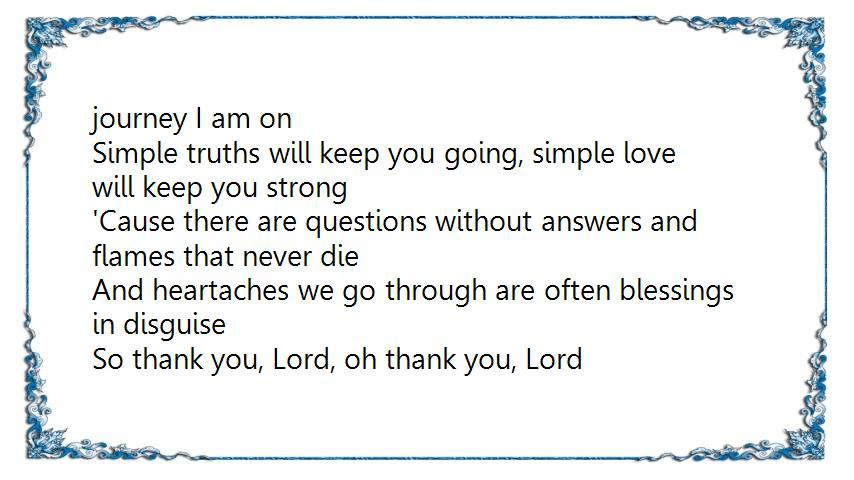 journey I am on
Simple truths will keep you going, simple love
will keep you strong
'Cause there are questions without answers and
flames that never die
And heartaches we go through are often blessings
in disguise
So thank you, Lord, oh thank you, Lord